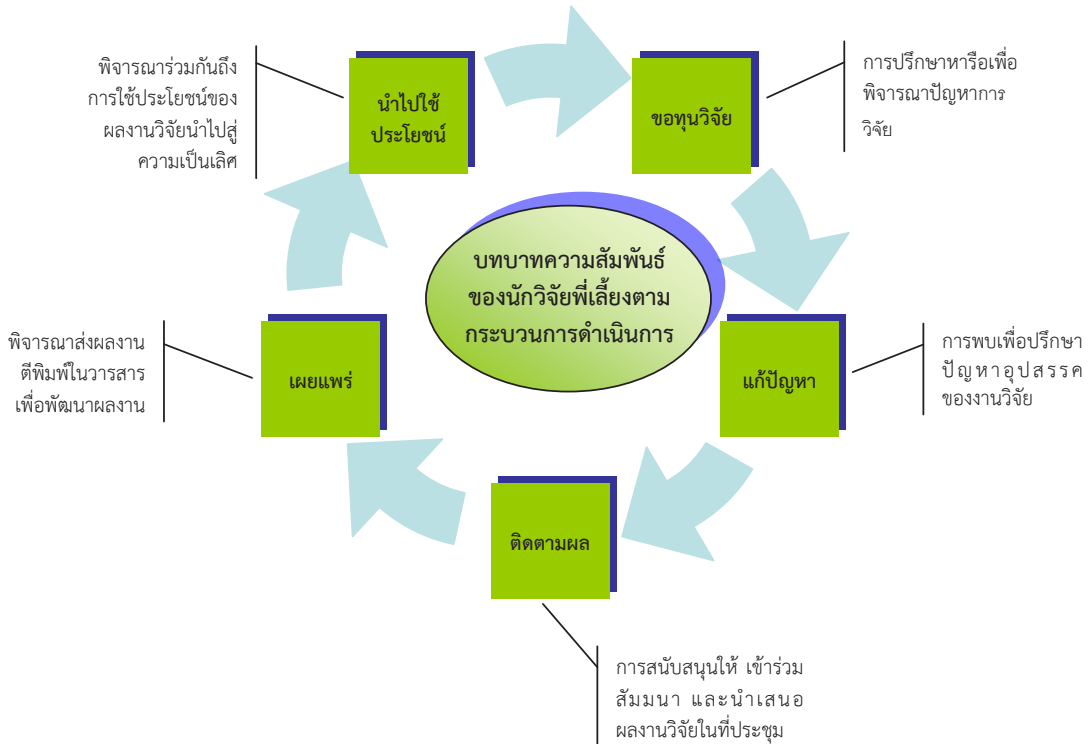 พิจารณาร่วมกันถึง
การใช้ประโยชน์ของ
ผลงานวิจัยนำไปสู่
ความเป็นเลิศ
นำไปใช้
ประโยชน์
ขอทุนวิจัย
การปรึกษาหารือเพื่อ
พิจารณาปัญหาการ
วิจัย
บทบาทความสัมพันธ์
ของนักวิจัยพี่เลี้ยงตาม
กระบวนการดำเนินการ
พิจารณาส่งผลงาน
ตีพิมพ์ในวารสาร
เพื่อพัฒนาผลงาน
เผยแพร่
แก้ปัญหา
การพบเพื่อปรึกษา
ปัญหาอุปสรรค
ของงานวิจัย
ติดตามผล
การสนับสนุนให้ เข้าร่วม
สัมมนา และนำเสนอ
ผลงานวิจัยในที่ประชุม